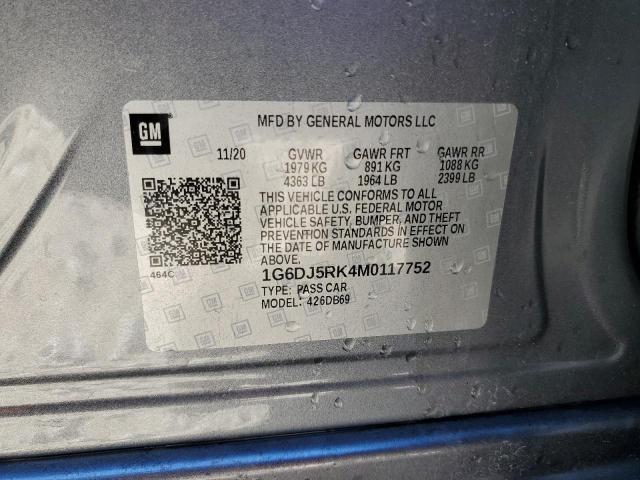 GM
MFD BY GENERAL MOTORS LLC
11/20 GVWR GAWR FRT GAWR RR
1979 KG 891 KG 1088 KG
4363 LB 1964 LB 2399 LB
THIS VEHICLE CONFORMS TO ALL
APPLICABLE U.S. FEDERAL MOTOR
VEHICLE SAFETY, BUMPER, AND THEFT
PREVENTION STANDARDS IN EFFECT ON
THE DATE OF MANUFACTURE SHOWN
ABOVE.
464C
1G6DJ5RK4M0117752
TYPE: PASS CAR
MODEL: 426DB69